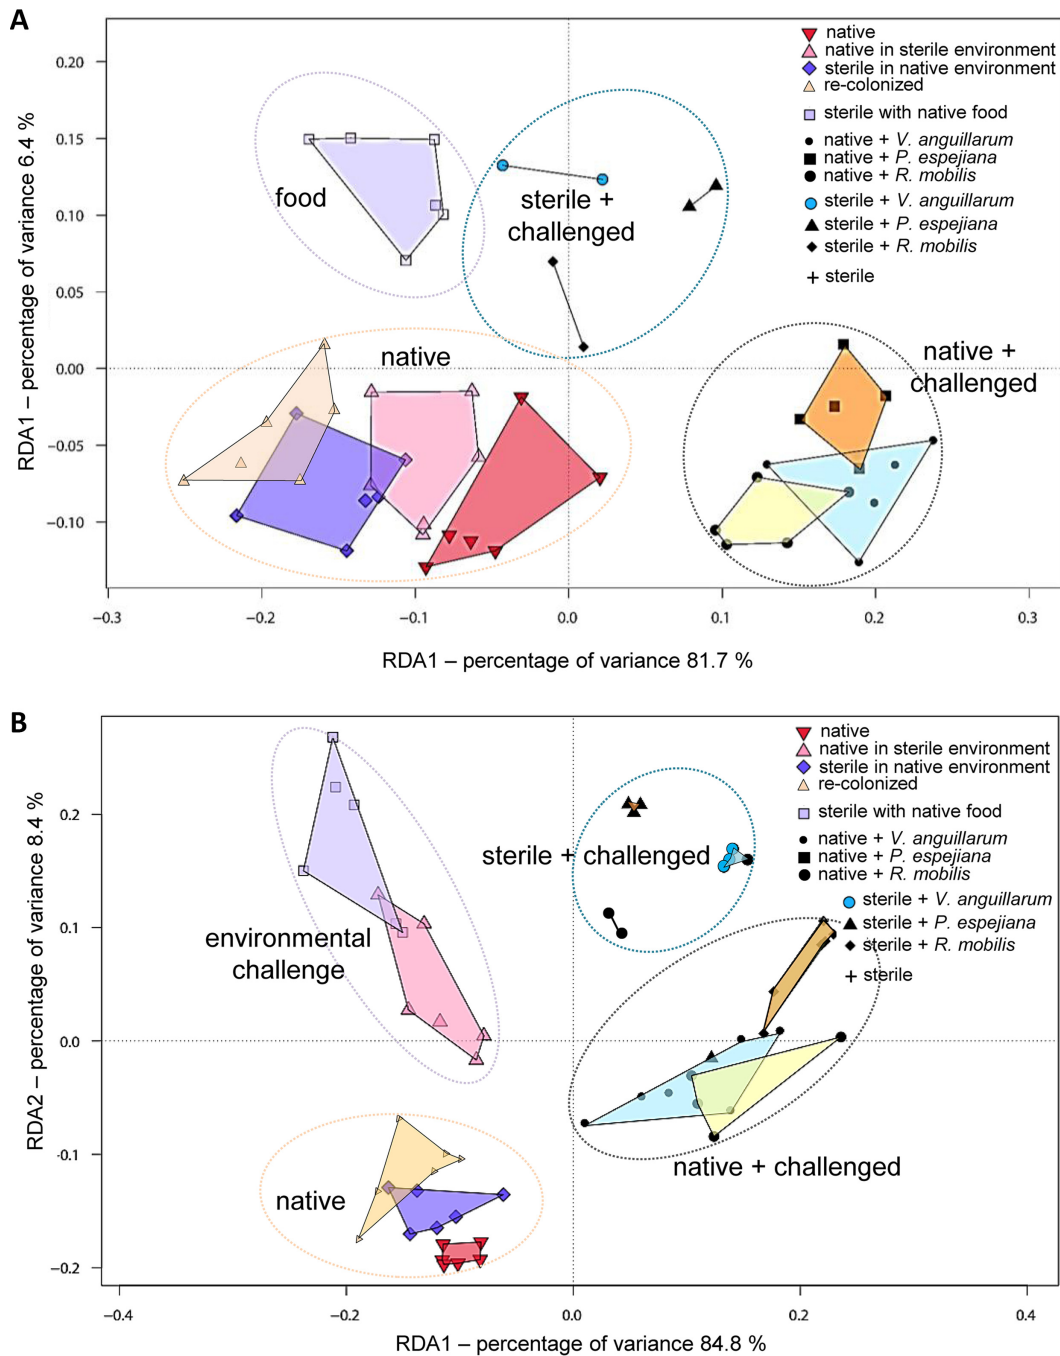 A
native
native in sterile environment
sterile in native environment
re-colonized
sterile with native food
native + V. anguillarum
native + P. espejiana
native + R. mobilis
sterile + V. anguillarum
sterile + P. espejiana
sterile + R. mobilis
sterile
food
sterile +
challenged
native
native +
challenged
0.20
0.15
0.10
0.05
0.00
−0.05
−0.10
RDA1 – percentage of variance 6.4 %
−0.3
−0.2
−0.1
0.0
0.1
0.2
0.3
RDA1 – percentage of variance 81.7 %
B
native
native in sterile environment
sterile in native environment
re-colonized
sterile with native food
native + V. anguillarum
native + P. espejiana
native + R. mobilis
sterile + V. anguillarum
sterile + P. espejiana
sterile + R. mobilis
sterile
sterile + challenged
environmental
challenge
native + challenged
native
0.2
0.1
0.0
-0.1
−0.2
RDA2 – percentage of variance 8.4 %
−0.4
−0.2
0.0
0.2
0.4
RDA1 – percentage of variance 84.8 %